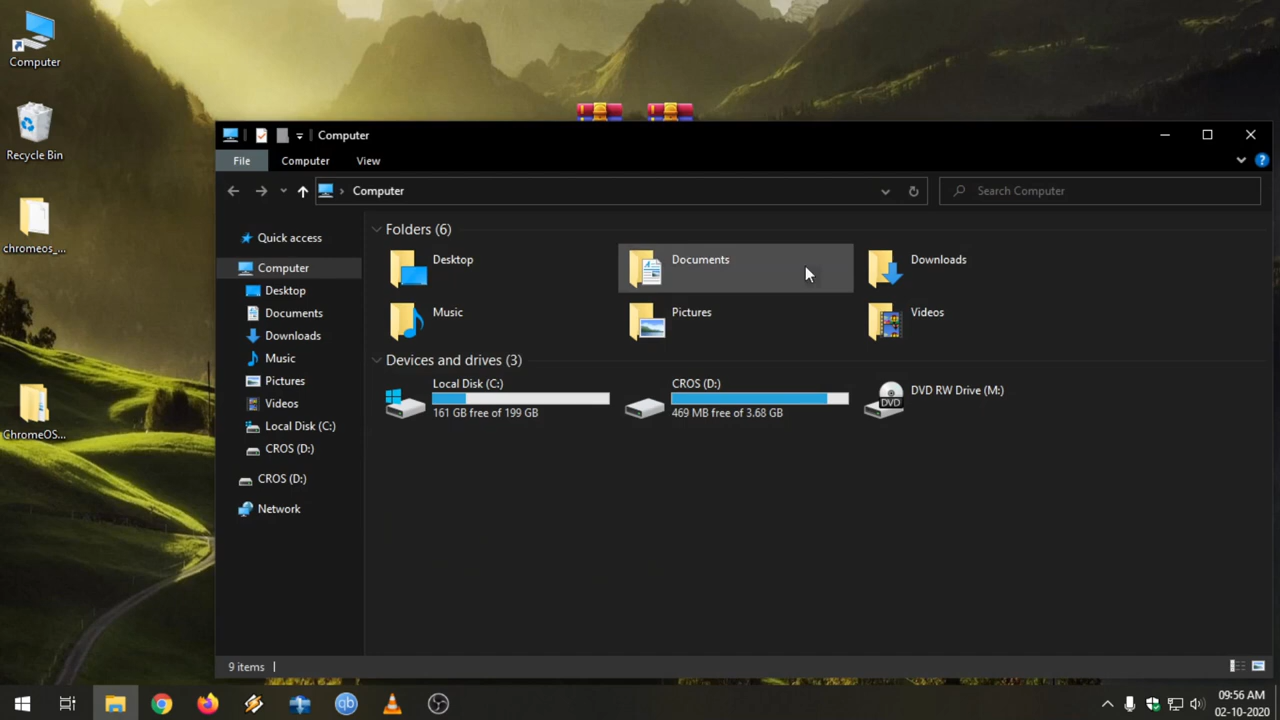 Computer
Recycle Bin
chromeos_...
ChromeOS...
Computer
File Computer View
Computer
Search Computer
Quick access
Computer
Desktop
Documents
Downloads
Music
Pictures
Videos
Local Disk (C:)
CROS (D:)
CROS (D:)
Network
Folders (6)
Desktop
Documents
Downloads
Music
Pictures
Videos
Devices and drives (3)
Local Disk (C:)
161 GB free of 199 GB
CROS (D:)
469 MB free of 3.68 GB
DVD
DVD RW Drive (M:)
9 items
qb
09:56 AM
02-10-2020